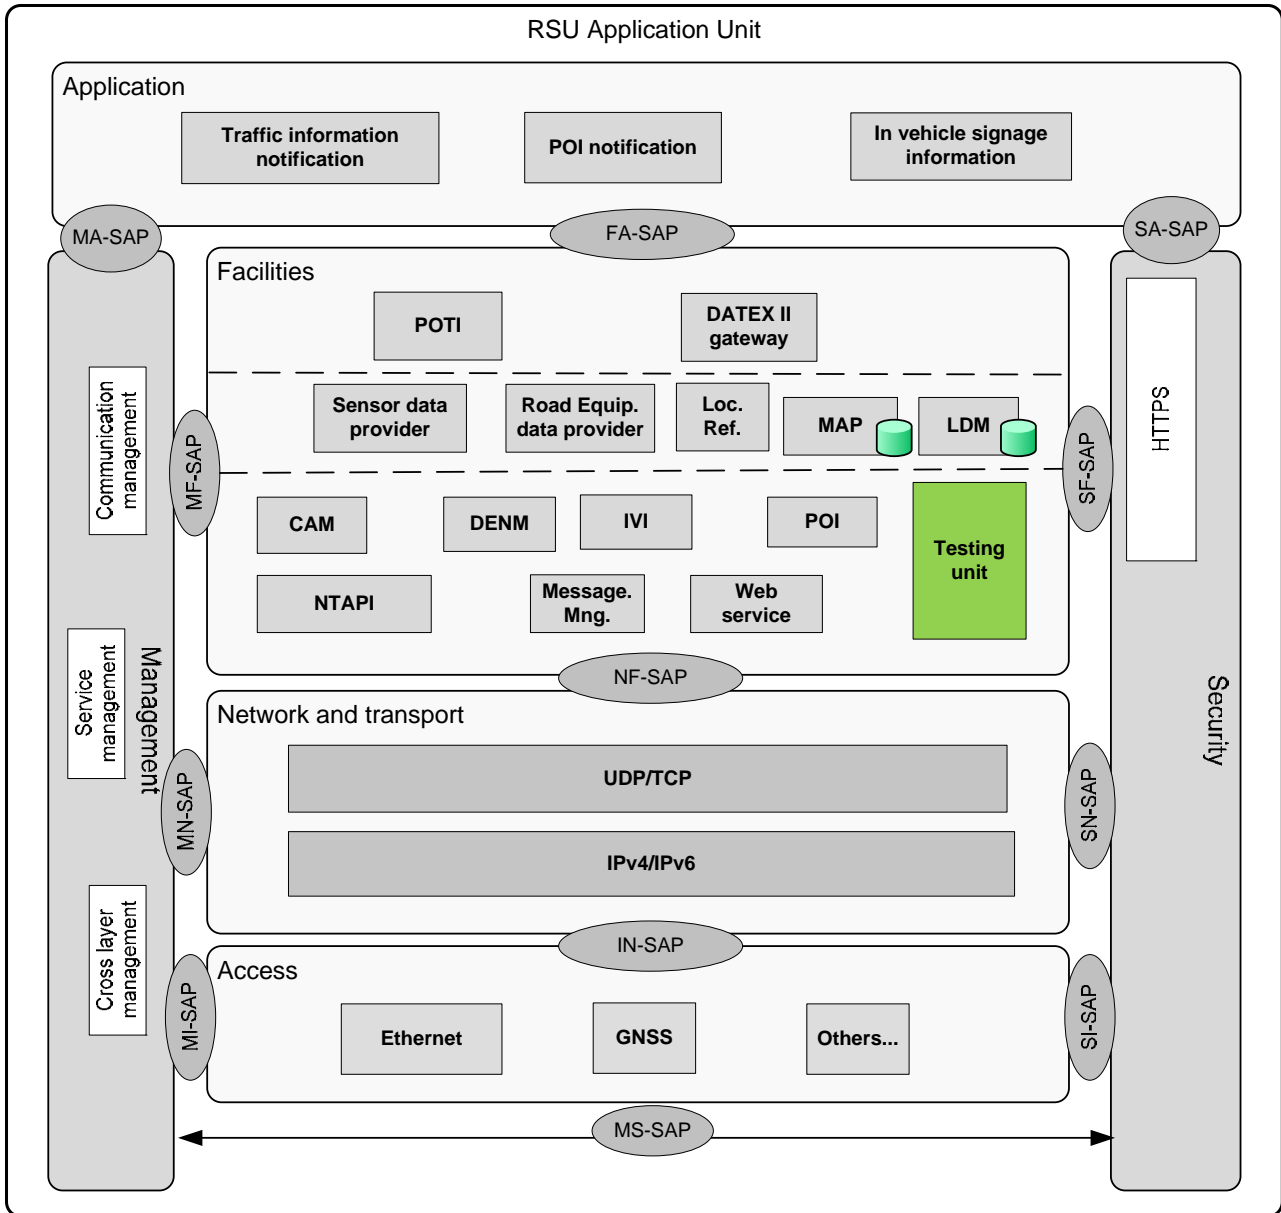 RSU Application Unit
Application
Traffic information
notification
POI notification
In vehicle signage
information
MA-SAP
FA-SAP
SA-SAP
Facilities
POTI
DATEX II
gateway
Sensor data
provider
Road Equip.
data provider
Loc.
Ref.
MAP
LDM
Communication
management
MF-SAP
SF-SAP
HTTPS
CAM
DENM
IVI
POI
Testing
unit
NTAPI
Message.
Mng.
Web
service
NF-SAP
Service
management
Management
Security
Network and transport
UDP/TCP
MN-SAP
SN-SAP
IPv4/IPv6
IN-SAP
Cross layer
management
Access
MI-SAP
SI-SAP
Ethernet
GNSS
Others...
MS-SAP